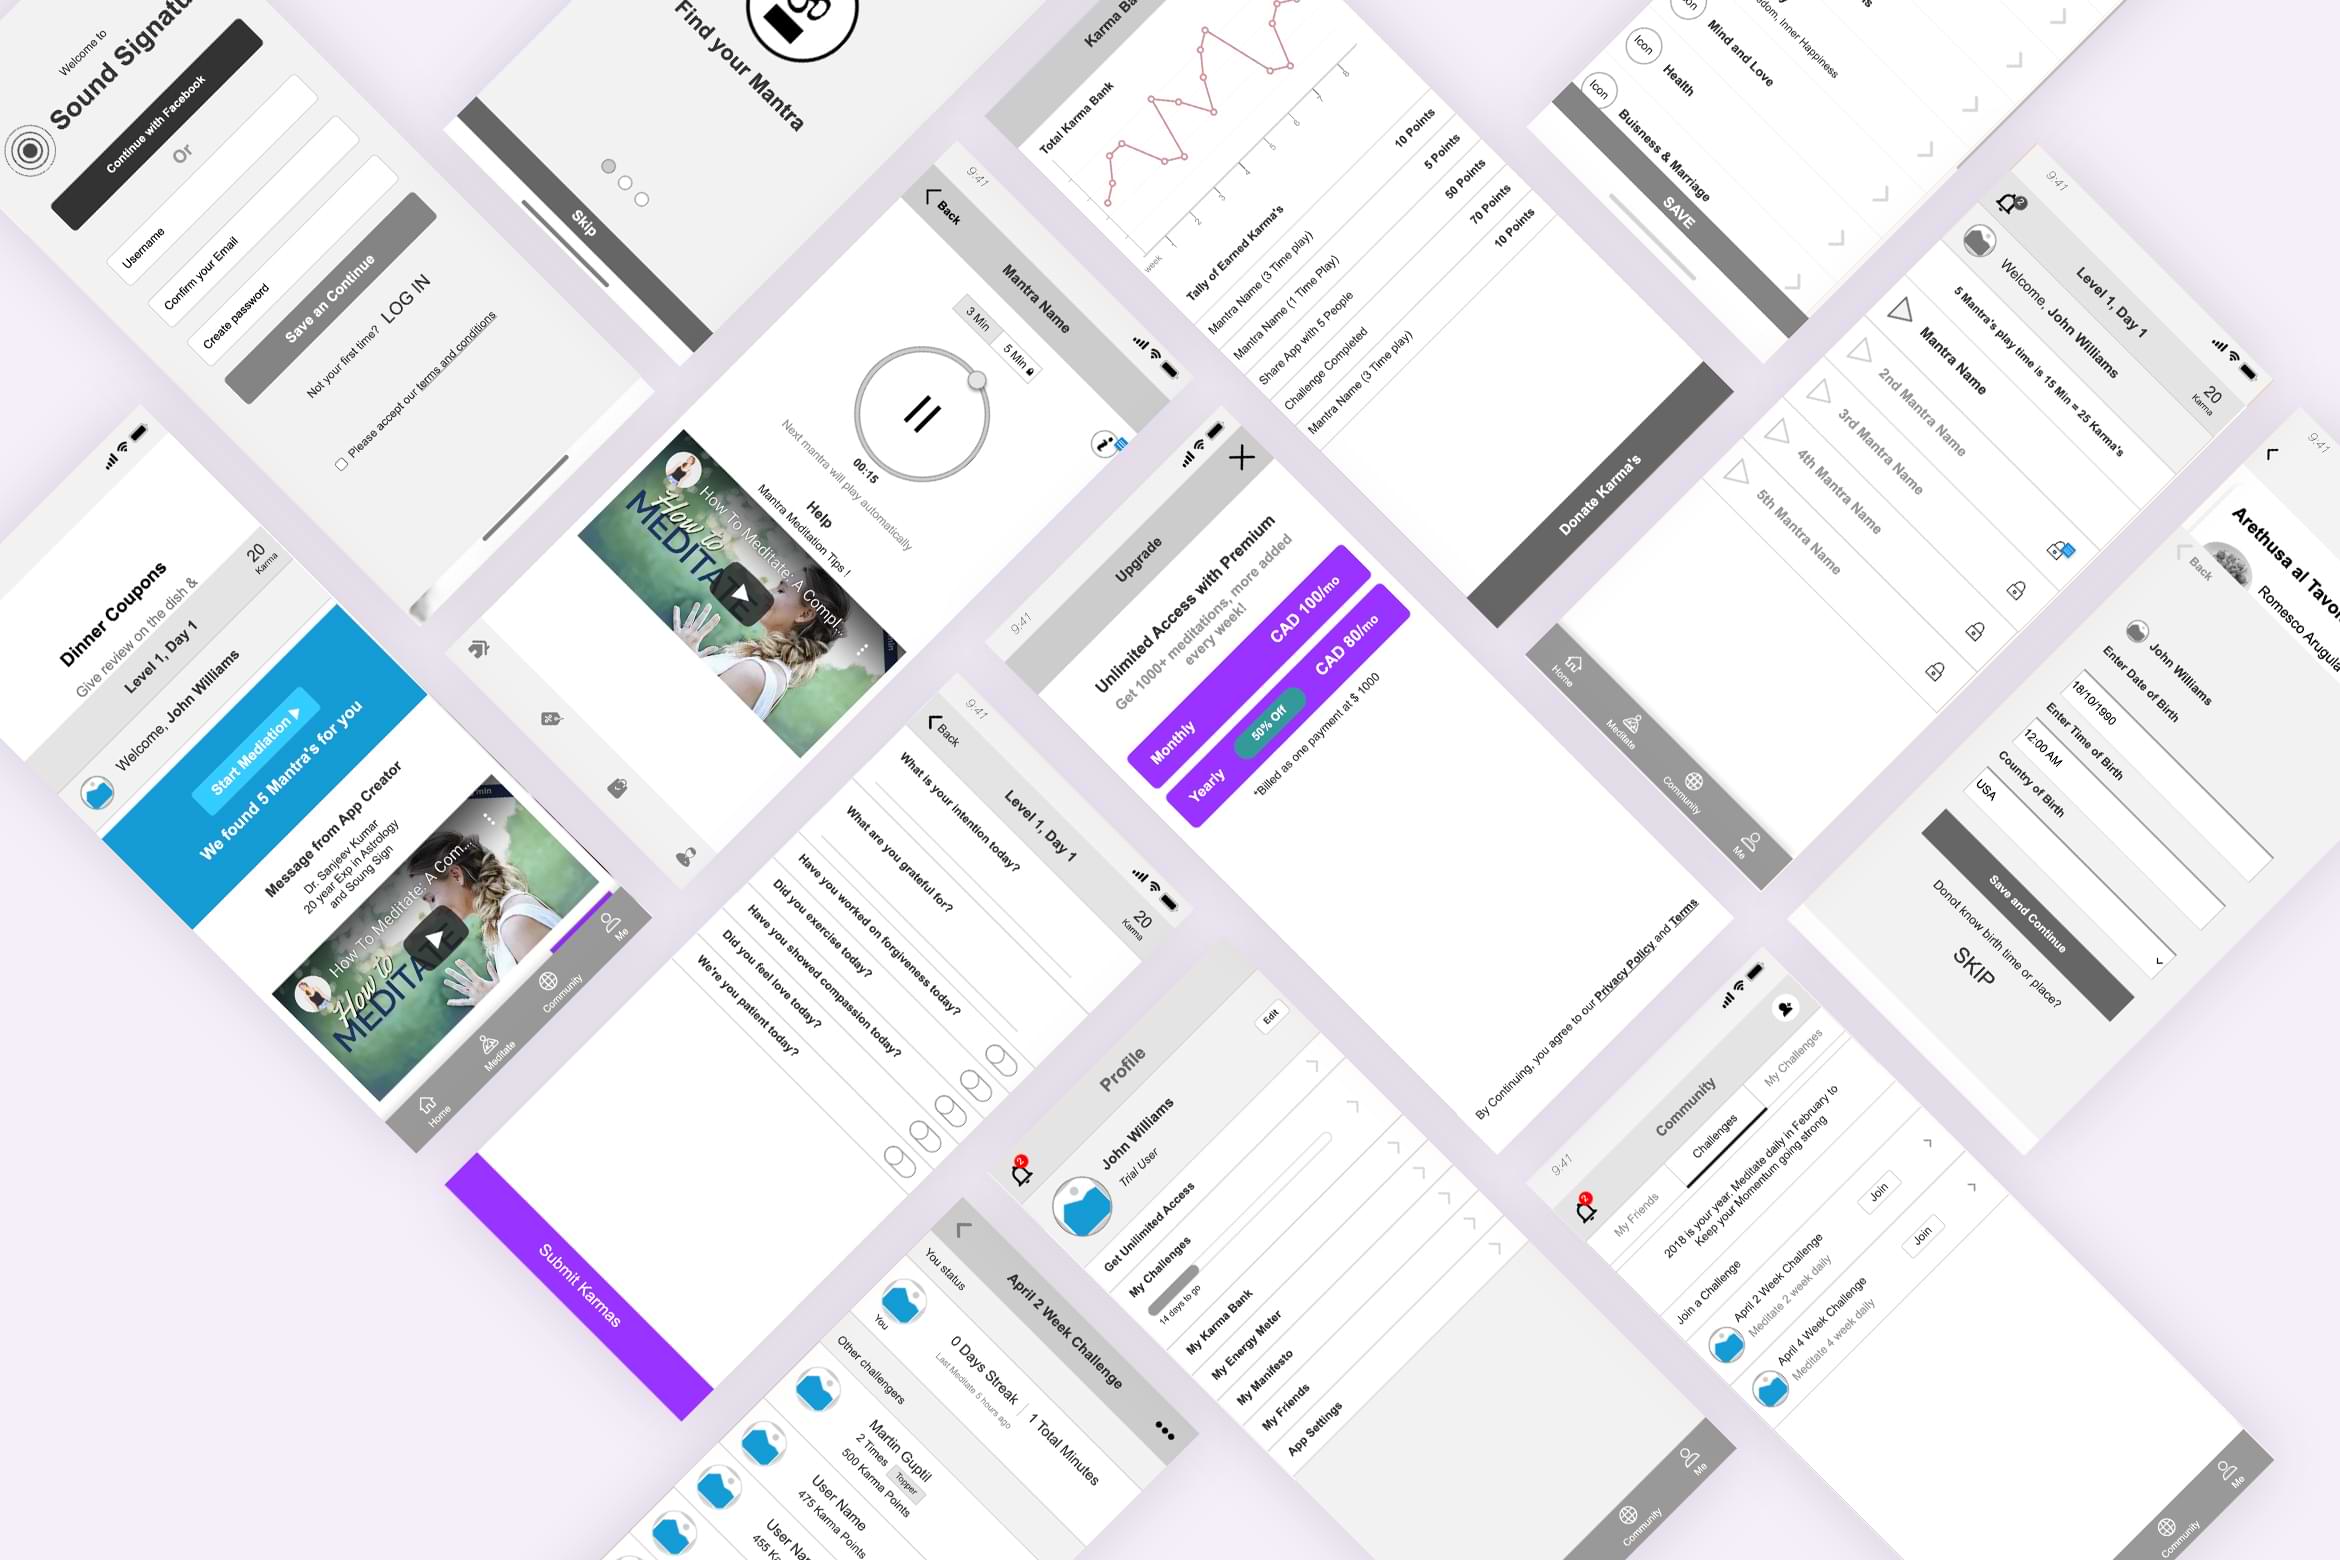 Welcome to
Sound Signatu
Continue with Facebook
Or
Username
Confirm your Email
Create password
Save an Continue
Not your first time? LOG IN
Please accept our terms and conditions
Find your Mantra
Skip
Karma Ba
Total Karma Bank
week
1
2
3
4
5
6
7
8
Tally of Earned Karma's
Mantra Name (3 Time play)
10 Points
Mantra Name (1 TIme Play)
5 Points
Share App with 5 People
50 Points
Challenge Completed
70 Points
Mantra Name (3 Time play)
10 Points
Donate Karma's
dom, Inner Happiness
Icon
Mind and Love
Icon
Health
Icon
Buisness & Marriage
SAVE
9:41
2
Level 1, Day 1
20
Karma
Welcome, John Williams
5 Mantra's play time is 15 Min = 25 Karma's
Mantra Name
2nd Mantra Name
3rd Mantra Name
4th Mantra Name
5th Mantra Name
Home
Meditate
Community
Me
9:41
Back
Mantra Name
3 Min
5 Min
00:15
Next mantra will play automatically
Help
Mantra Meditation Tips !
How To Meditate: A Compl...
How to
MEDITATE
min
Dinner Coupons
Give review on the dish &
Level 1, Day 1
20
Karma
Welcome, John Williams
Start Mediation
We found 5 Mantra's for you
Message from App Creator
Dr. Sanjeev Kumar
20 year Exp in Astrology
and Soung Sign
How To Meditate: A Com...
How to
MEDITATE
min
Home
Meditate
Community
Me
9:41
Upgrade
Unlimited Access with Premium
Get 1000+ meditations, more added
every week!
Monthly
CAD 100/mo
Yearly
50% Off
CAD 80/mo
*Billed as one payment at $ 1000
By Continuing, you agree to our Privacy Policy and Terms
9:41
Back
Level 1, Day 1
20
Karma
What is your intention today?
What are you grateful for?
Have you worked on forgiveness today?
Did you exercise today?
Have you showed compassion today?
Did you feel love today?
We're you patient today?
Submit Karmas
9:41
Arethusa al Tavol
Romesco Arugula
Back
John Williams
Enter Date of Birth
18/10/1990
Enter Time of Birth
12:00 AM
Country of Birth
USA
Save and Continue
Donot know birth time or place?
SKIP
Profile
Edit
2
John Williams
Trial User
Get Unilimited Access
My Challenges
14 days to go
My Karma Bank
My Energy Meter
My Manifesto
My Friends
App Settings
Community
Me
9:41
Community
2
My Friends
Challenges
My Challenges
2018 is your year. Meditate daily in February to
Keep your Momentum going strong
Join a Challenge
April 2 Week Challenge
Meditate 2 week daily
Join
April 4 Week Challenge
Meditate 4 week daily
Join
Community
Me
April 2 Week Challenge
You status
You
0 Days Streak
1 Total Minutes
Last Meditate 5 hours ago
Other challengers
Martin Guptil
2 Times
Topper
500 Karma Points
User Name
475 Karma Points
User Na
455 Ka